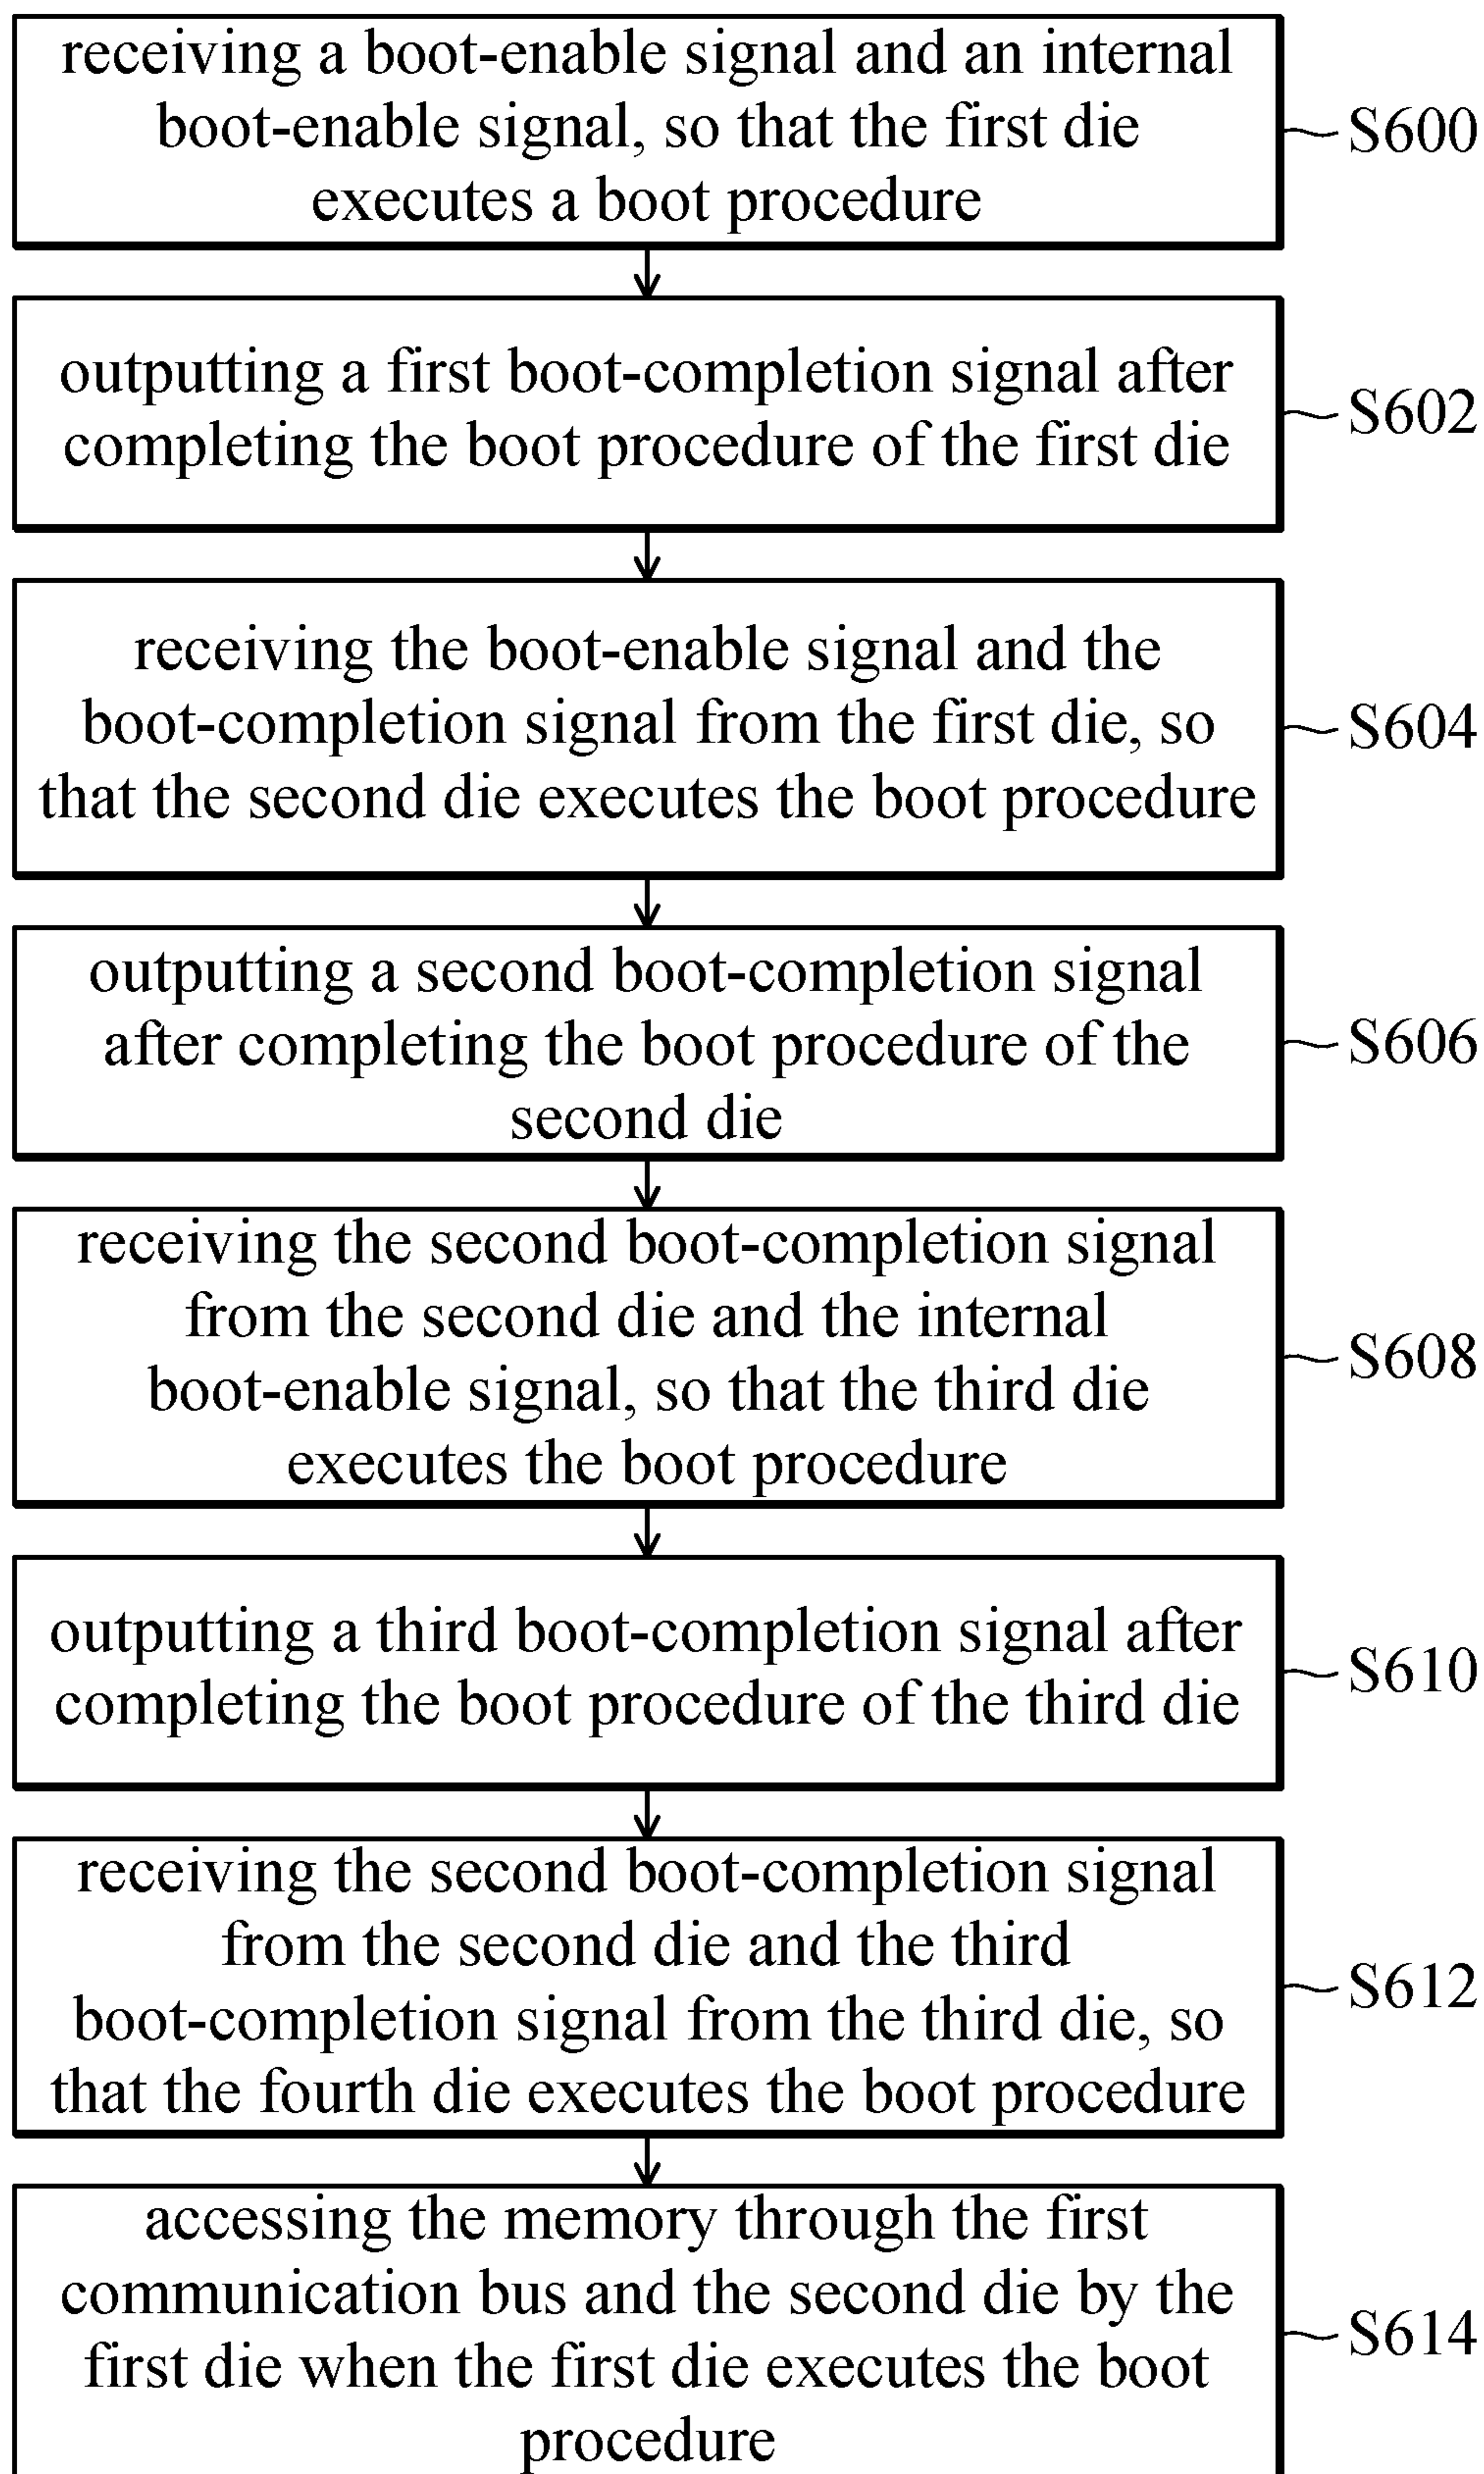 receiving a boot-enable signal and an internal
boot-enable signal, so that the first die
executes a boot procedure
S600
outputting a first boot-completion signal after
completing the boot procedure of the first die
S602
receiving the boot-enable signal and the
boot-completion signal from the first die, so
that the second die executes the boot procedure
S604
outputting a second boot-completion signal
after completing the boot procedure of the
second die
S606
receiving the second boot-completion signal
from the second die and the internal
boot-enable signal, so that the third die
executes the boot procedure
S608
outputting a third boot-completion signal after
completing the boot procedure of the third die
S610
receiving the second boot-completion signal
from the second die and the third
boot-completion signal from the third die, so
that the fourth die executes the boot procedure
S612
accessing the memory through the first
communication bus and the second die by the
first die when the first die executes the boot
procedure
S614